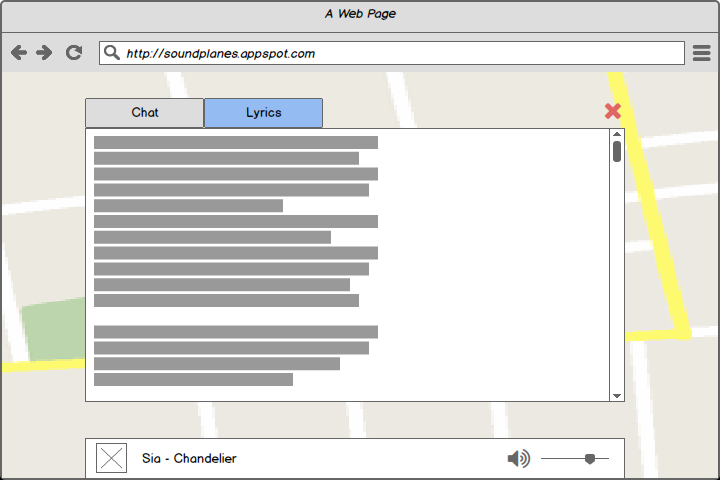 A Web Page
http://soundplanes.appspot.com
Chat
Lyrics
Sia - Chandelier